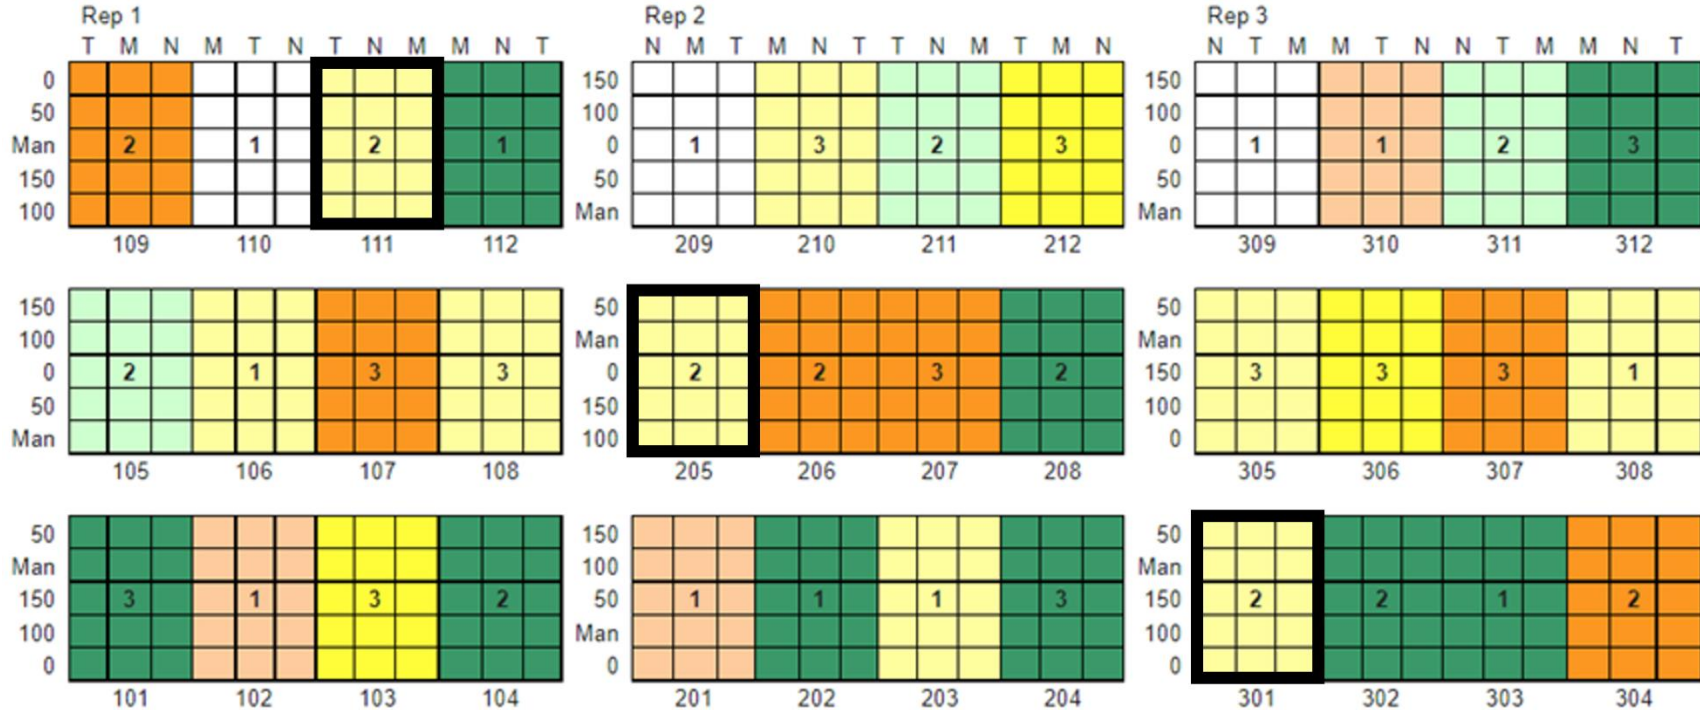 Rep 1 Rep 2 Rep 3
T M N M T N T N M M N T N M T M N T T N M T M N N T M M T N N T M M N T
0 150 150
50 100 100
Man 2 1 2 1 0 1 3 2 3 0 1 1 2 3
150 50 50
100 Man Man
109 110 111 112 209 210 211 212 309 310 311 312
150 50 50
100 Man Man
0 2 1 3 3 0 2 2 3 2 150 3 3 3 1
50 150 100
Man 100 0
105 106 107 108 205 206 207 208 305 306 307 308
50 150 50
Man 100 Man
150 3 1 3 2 50 1 1 1 3 150 2 2 1 2
100 Man 100
0 0 0
101 102 103 104 201 202 203 204 301 302 303 304